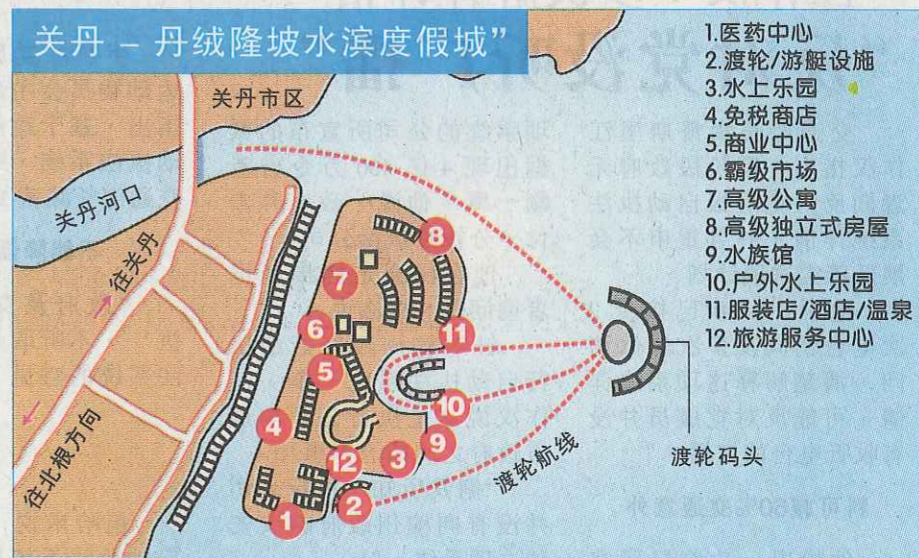 关丹 – 丹绒隆坡水滨度假城”
关丹市区
关丹河口
往关丹
往北根方向
1.医药中心
2.渡轮/游艇设施
3.水上乐园
4.免税商店
5.商业中心
6.霸级市场
7.高级公寓
8.高级独立式房屋
9.水族馆
10.户外水上乐园
11.服装店/酒店/温泉
12.旅游服务中心
8
7
6
11
5
10
4
9
12
3
1
2
渡轮航线
渡轮码头